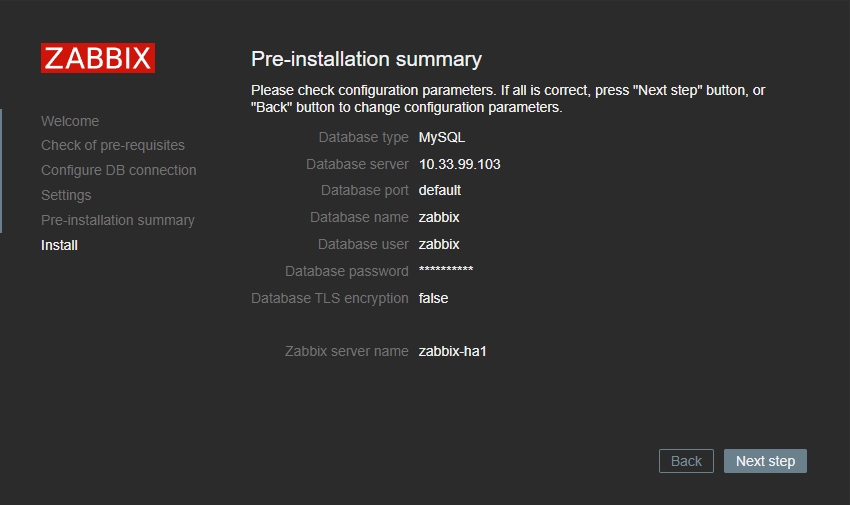 ZABBIX
Welcome
Check of pre-requisites
Configure DB connection
Settings
Pre-installation summary
Install
Pre-installation summary
Please check configuration parameters. If all is correct, press "Next step" button, or
"Back" button to change configuration parameters.
Database type MySQL
Database server 10.33.99.103
Database port default
Database name zabbix
Database user zabbix
Database password **********
Database TLS encryption false
Zabbix server name zabbix-ha1
Back Next step